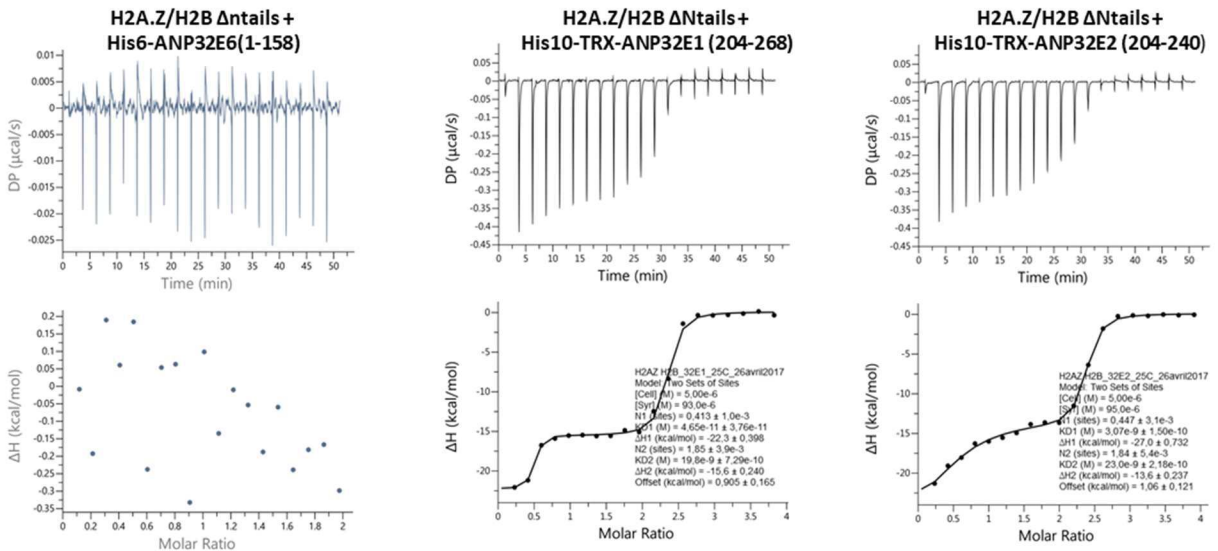 H2A.Z/H2B Δntails +
His6-ANP32E6(1-158)
0.01
0.005
0
-0.005
-0.01
-0.015
-0.02
-0.025
DP (µcal/s)
0 5 10 15 20 25 30 35 40 45 50
Time (min)
0.2
0.15
0.1
0.05
0
-0.05
-0.1
-0.15
-0.2
-0.25
-0.3
-0.35
ΔH (kcal/mol)
0 0.2 0.4 0.6 0.8 1 1.2 1.4 1.6 1.8 2
Molar Ratio
H2A.Z/H2B ΔNtails +
His10-TRX-ANP32E1 (204-268)
0.05
0
-0.05
-0.1
-0.15
-0.2
-0.25
-0.3
-0.35
-0.4
-0.45
DP (µcal/s)
0 5 10 15 20 25 30 35 40 45 50
Time (min)
0
-5
-10
-15
-20
ΔH (kcal/mol)
H2AZ H2B_32E1_25C_26avril2017
Model: Two Sets of Sites
[Cell] (M) = 5,00e-6
[Syr] (M) = 93,0e-6
N1 (sites) = 0,413 ± 1,0e-3
KD1 (M) = 4,65e-11 ± 3,76e-11
ΔH1 (kcal/mol) = -22,3 ± 0,398
N2 (sites) = 1,85 ± 3,9e-3
KD2 (M) = 19,8e-9 ± 7,29e-10
ΔH2 (kcal/mol) = -15,6 ± 0,240
Offset (kcal/mol) = 0,905 ± 0,165
0 0.5 1 1.5 2 2.5 3 3.5 4
Molar Ratio
H2A.Z/H2B ΔNtails +
His10-TRX-ANP32E2 (204-240)
0.05
0
-0.05
-0.1
-0.15
-0.2
-0.25
-0.3
-0.35
-0.4
-0.45
DP (µcal/s)
0 5 10 15 20 25 30 35 40 45 50
Time (min)
0
-5
-10
-15
-20
ΔH (kcal/mol)
H2AZ H2B_32E2_25C_26avril2017
Model: Two Sets of Sites
[Cell] (M) = 5,00e-6
[Syr] (M) = 95,0e-6
N1 (sites) = 0,447 ± 3,1e-3
KD1 (M) = 3,07e-9 ± 1,50e-10
ΔH1 (kcal/mol) = -27,0 ± 0,732
N2 (sites) = 1,84 ± 5,4e-3
KD2 (M) = 23,0e-9 ± 2,18e-10
ΔH2 (kcal/mol) = -13,6 ± 0,237
Offset (kcal/mol) = 1,06 ± 0,121
0 0.5 1 1.5 2 2.5 3 3.5 4
Molar Ratio